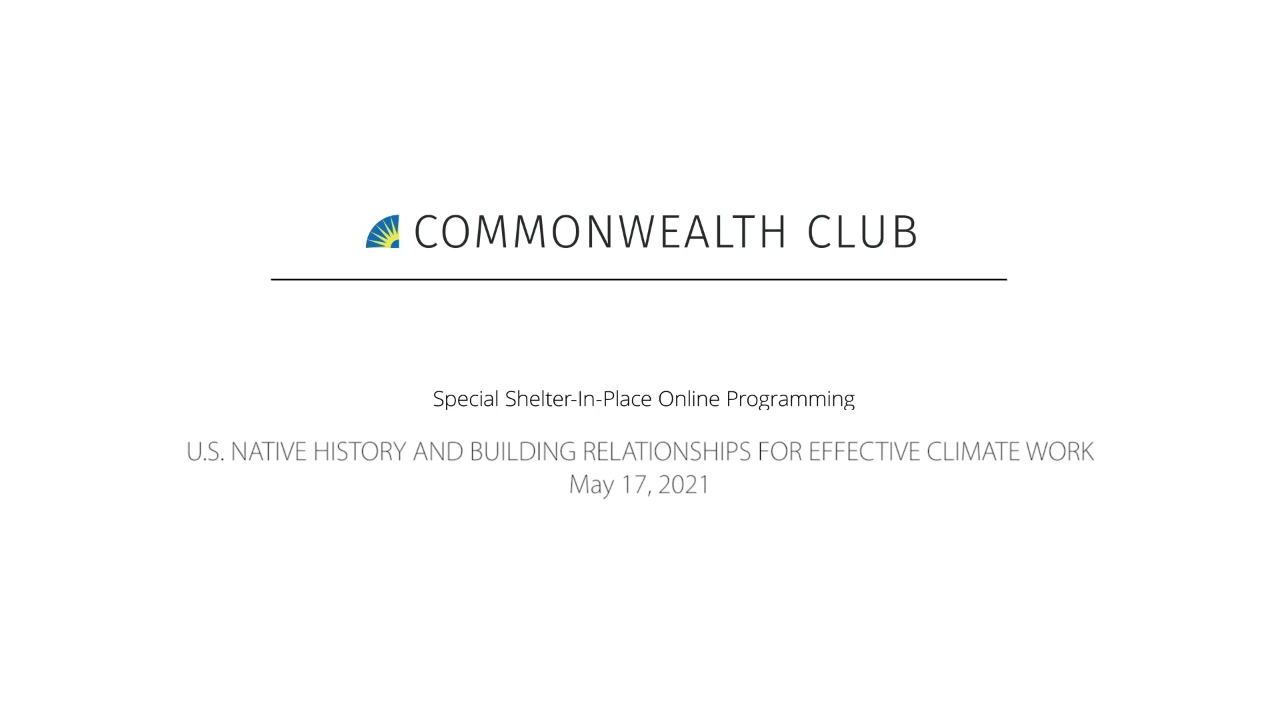 COMMONWEALTH CLUB
Special Shelter-In-Place Online Programming
U.S. NATIVE HISTORY AND BUILDING RELATIONSHIPS FOR EFFECTIVE CLIMATE WORK
May 17, 2021